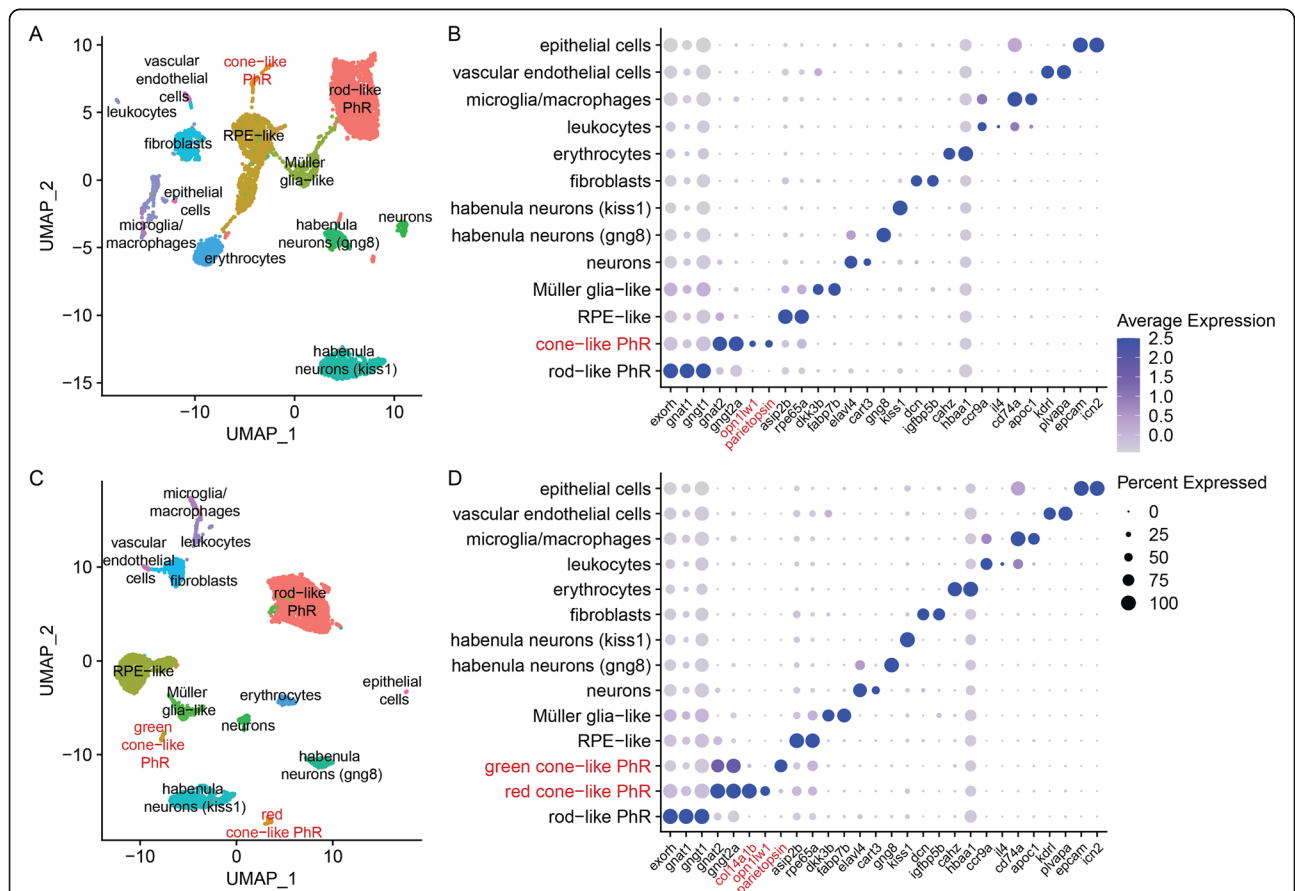 A
10
5
0
−5
−10
−15
UMAP_2
−10
0
10
UMAP_1
vascular
endothelial
cells
leukocytes
cone−like
PhR
rod−like
PhR
fibroblasts
RPE−like
Müller
glia−like
epithelial
cells
microglia/
macrophages
erythrocytes
habenula
neurons (gng8)
neurons
habenula
neurons (kiss1)
B
epithelial cells
vascular endothelial cells
microglia/macrophages
leukocytes
erythrocytes
fibroblasts
habenula neurons (kiss1)
habenula neurons (gng8)
neurons
Müller glia−like
RPE−like
cone−like PhR
rod−like PhR
exorh
gnat1
gngt1
gnat2
gngt2a
opn1lw1
parietopsin
asip2b
rpe65a
dkk3b
fabp7b
elavl4
cart3
gng8
kiss1
dcn
igfbp5b
cahz
hbaa1
ccr9a
il4
cd74a
apoc1
kdrl
plvapa
epcam
icn2
Average Expression
2.5
2.0
1.5
1.0
0.5
0.0
Percent Expressed
0
25
50
75
100
C
10
0
−10
UMAP_2
−10
0
10
UMAP_1
microglia/
macrophages
leukocytes
vascular
endothelial
cells
fibroblasts
rod−like
PhR
RPE−like
Müller
glia−like
erythrocytes
epithelial
cells
neurons
green
cone−like
PhR
habenula
neurons (gng8)
habenula
neurons (kiss1)
red
cone−like PhR
D
epithelial cells
vascular endothelial cells
microglia/macrophages
leukocytes
erythrocytes
fibroblasts
habenula neurons (kiss1)
habenula neurons (gng8)
neurons
Müller glia−like
RPE−like
green cone−like PhR
red cone−like PhR
rod−like PhR
exorh
gnat1
gngt1
gnat2
gngt2a
col14a1b
opn1lw1
parietopsin
asip2b
rpe65a
dkk3b
fabp7b
elavl4
cart3
gng8
kiss1
dcn
igfbp5b
cahz
hbaa1
ccr9a
il4
cd74a
apoc1
kdrl
plvapa
epcam
icn2